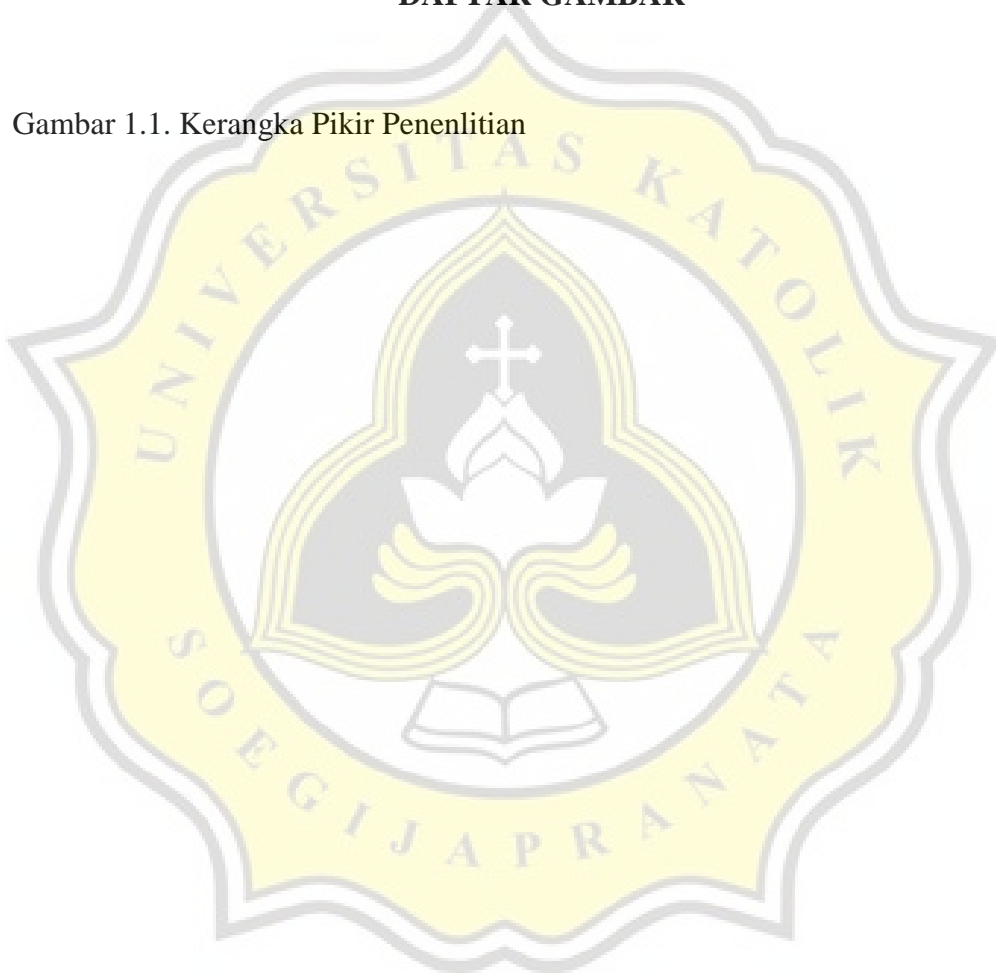 DAFTAR GAMBAR
Gambar 1.1. Kerangka Pikir Penenlitian
UNIVERSITAS KATOLIK
SOEGIJAPRANATA